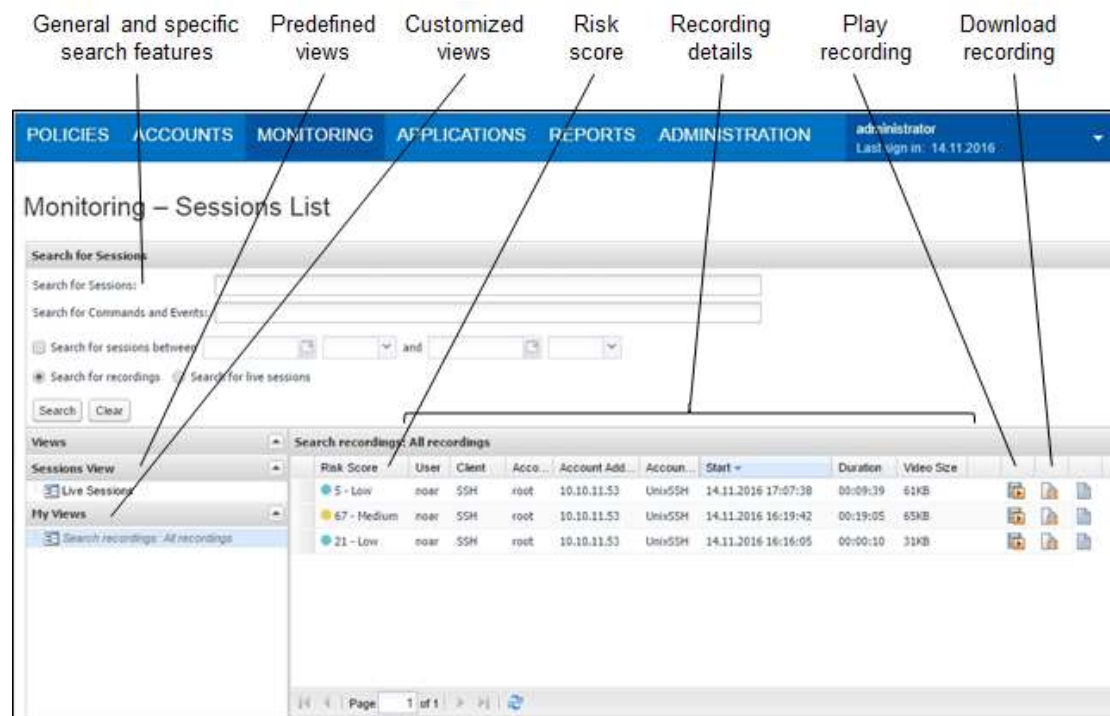 General and specific
search features
Predefined
views
Customized
views
Risk
score
Recording
details
Play
recording
Download
recording
POLICIES ACCOUNTS MONITORING APPLICATIONS REPORTS ADMINISTRATION
administrator
Last sign in: 14.11.2016
Monitoring – Sessions List
Search for Sessions
Search for Sessions:
Search for Commands and Events:
Search for sessions between and
Search for recordings Search for live sessions
Search Clear
Views
Sessions View
Live Sessions
My Views
Search recordings: All recordings
Search recordings: All recordings
Risk Score User Client Acco... Account Add... Accoun... Start Duration Video Size
5 - Low noar SSH root 10.10.11.53 UnixSSH 14.11.2016 17:07:38 00:09:39 61KB
67 - Medium noar SSH root 10.10.11.53 UnixSSH 14.11.2016 16:19:42 00:19:05 65KB
21 - Low noar SSH root 10.10.11.53 UnixSSH 14.11.2016 16:16:05 00:00:10 31KB
Page 1 of 1